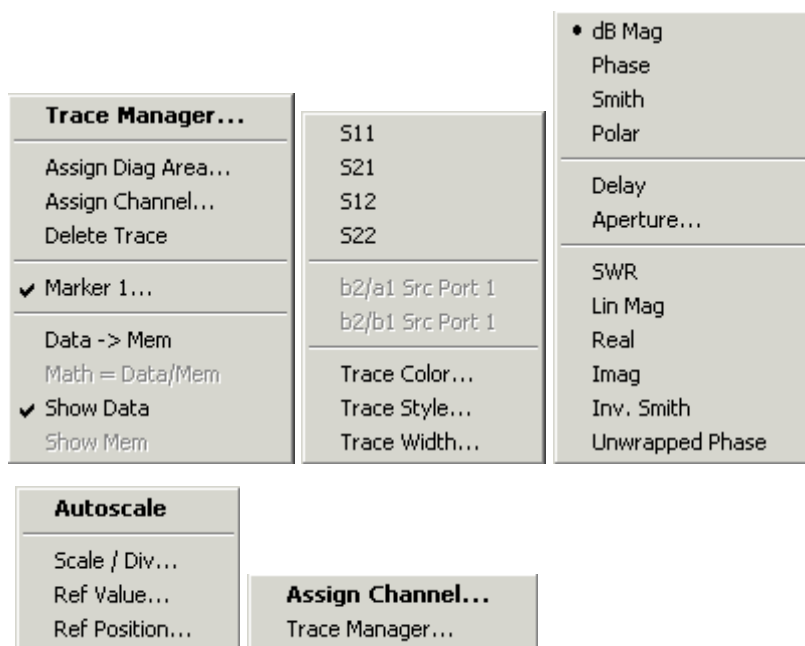 Trace Manager...
Assign Diag Area...
Assign Channel...
Delete Trace
Marker 1...
Data -> Mem
Math = Data/Mem
Show Data
Show Mem
S11
S21
S12
S22
b2/a1 Src Port 1
b2/b1 Src Port 1
Trace Color...
Trace Style...
Trace Width...
dB Mag
Phase
Smith
Polar
Delay
Aperture...
SWR
Lin Mag
Real
Imag
Inv. Smith
Unwrapped Phase
Autoscale
Scale / Div...
Ref Value...
Ref Position...
Assign Channel...
Trace Manager...